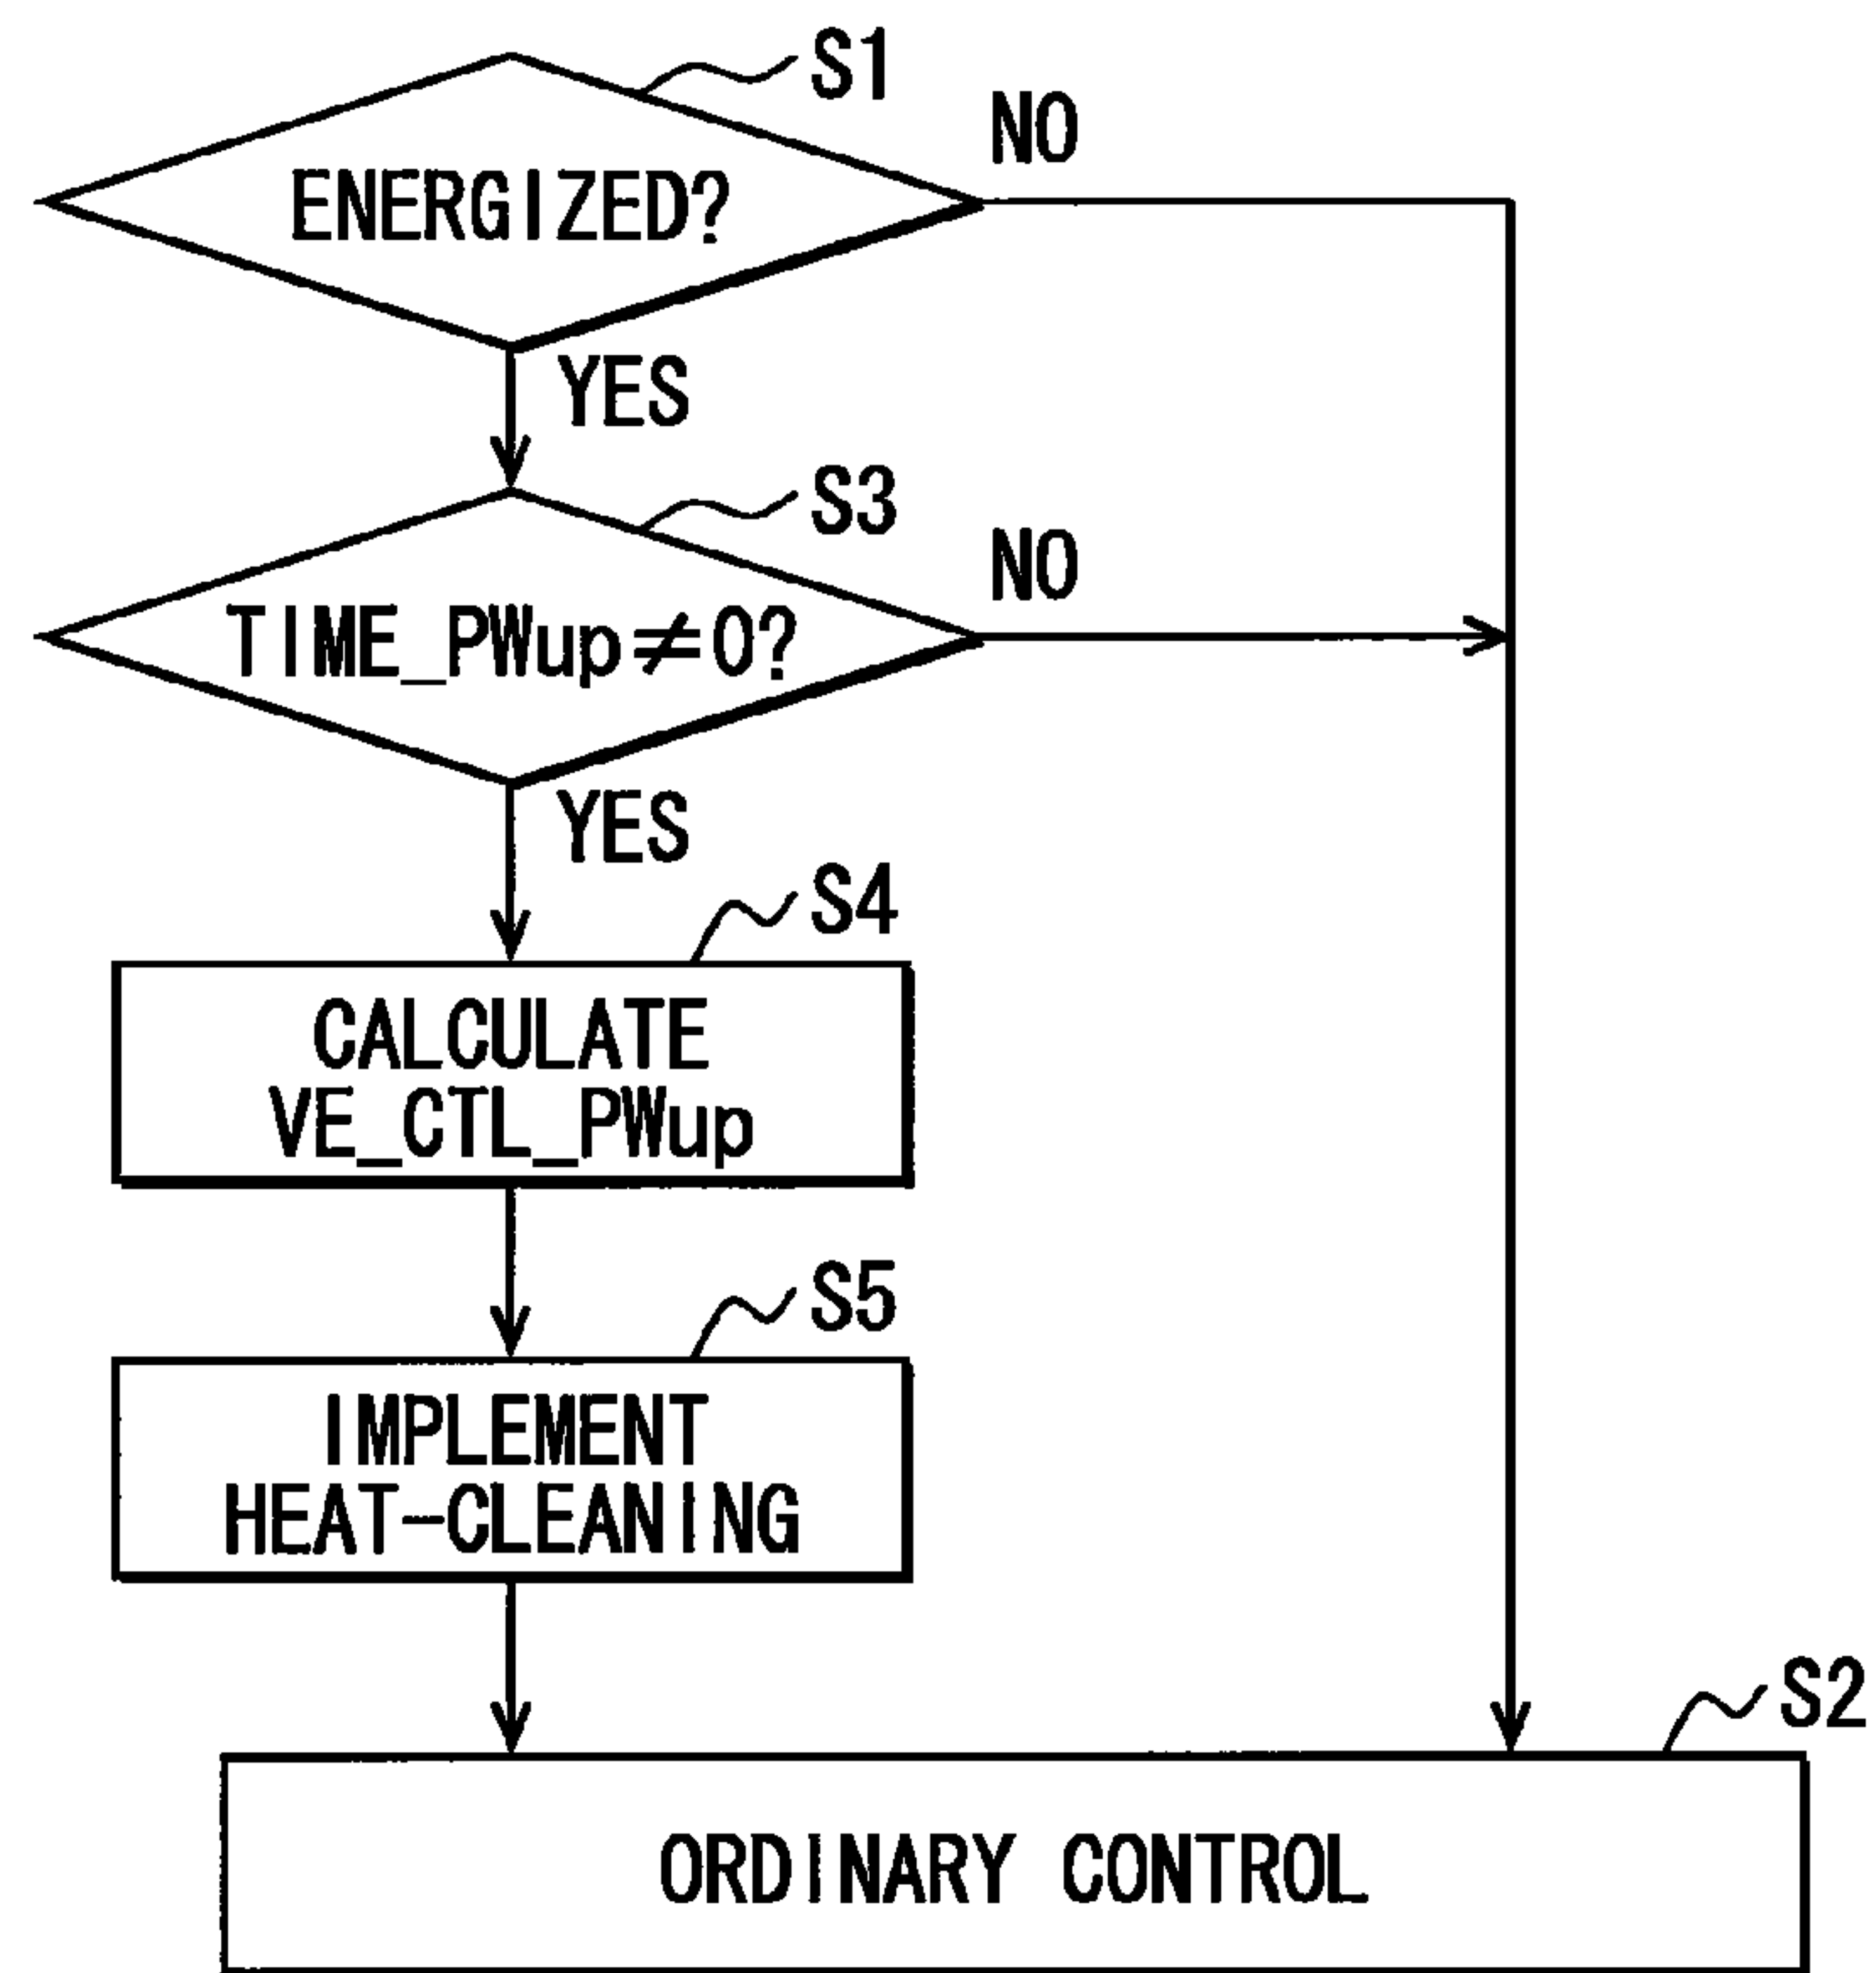 S1
NO
ENERGIZED?
YES
S3
NO
TIME_PWup≠0?
YES
S4
CALCULATE
VE_CTL_PWup
S5
IMPLEMENT
HEAT-CLEANING
S2
ORDINARY CONTROL